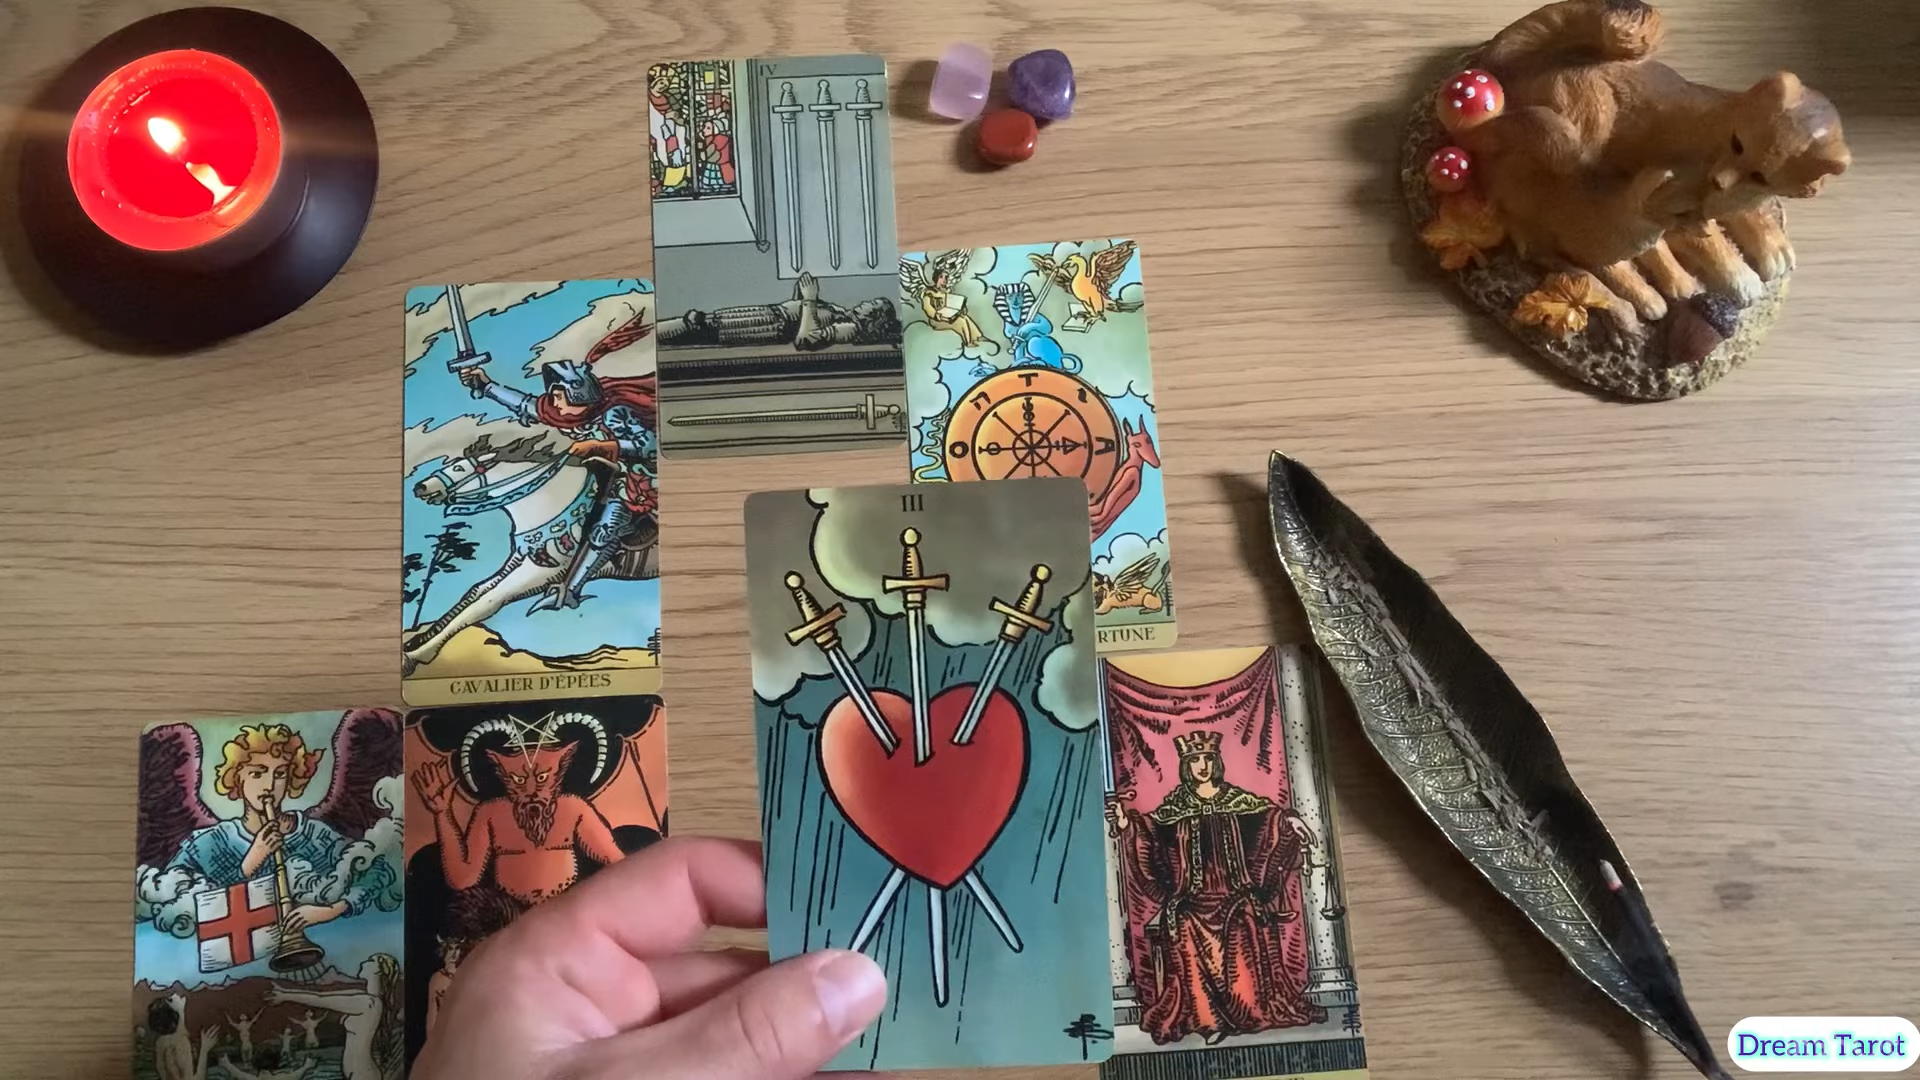 IV
T
A
O
III
RTUNE
CAVALIER D'ÉPÉES
Dream Tarot